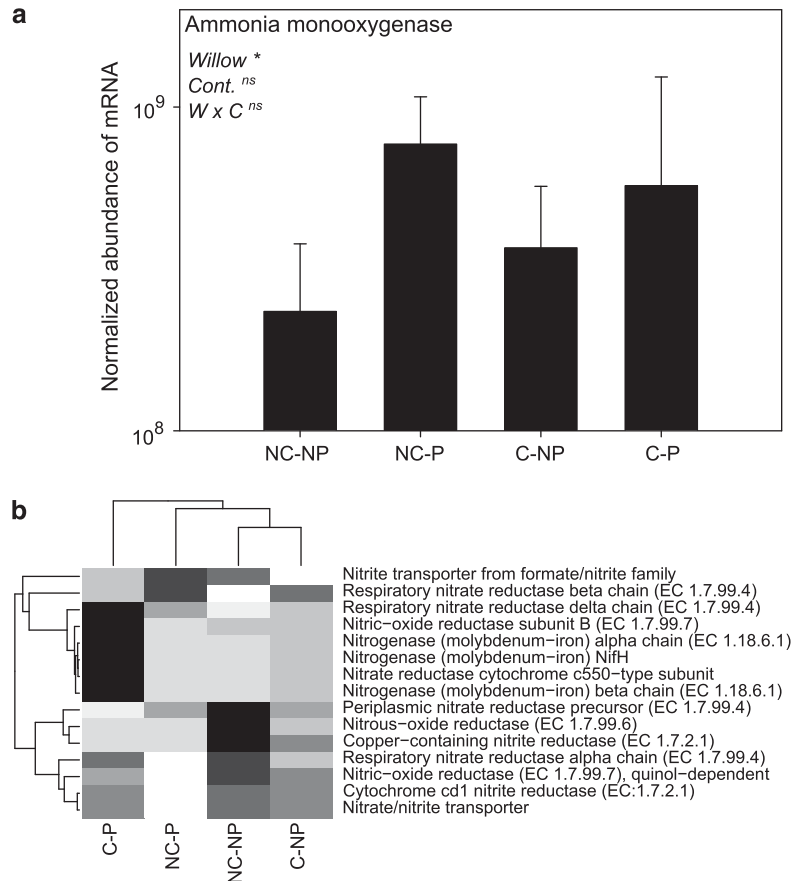 a
Ammonia monooxygenase
Willow *
Cont. ns
W x C ns
Normalized abundance of mRNA
10^9
10^8
NC-NP
NC-P
C-NP
C-P
b
Nitrite transporter from formate/nitrite family
Respiratory nitrate reductase beta chain (EC 1.7.99.4)
Respiratory nitrate reductase delta chain (EC 1.7.99.4)
Nitric−oxide reductase subunit B (EC 1.7.99.7)
Nitrogenase (molybdenum−iron) alpha chain (EC 1.18.6.1)
Nitrogenase (molybdenum−iron) NifH
Nitrate reductase cytochrome c550−type subunit
Nitrogenase (molybdenum−iron) beta chain (EC 1.18.6.1)
Periplasmic nitrate reductase precursor (EC 1.7.99.4)
Nitrous−oxide reductase (EC 1.7.99.6)
Copper−containing nitrite reductase (EC 1.7.2.1)
Respiratory nitrate reductase alpha chain (EC 1.7.99.4)
Nitric−oxide reductase (EC 1.7.99.7), quinol−dependent
Cytochrome cd1 nitrite reductase (EC:1.7.2.1)
Nitrate/nitrite transporter
C-P
NC-P
NC-NP
C-NP